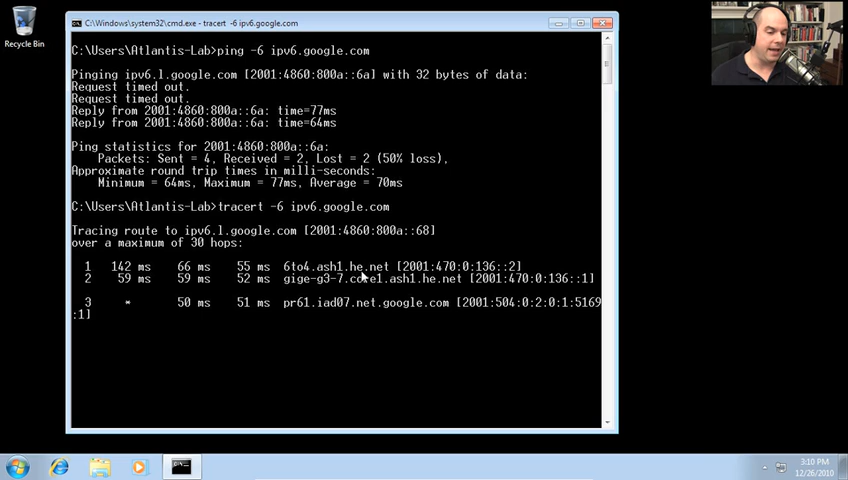 Recycle Bin
C:\Windows\system32\cmd.exe - tracert -6 ipv6.google.com
C:\Users\Atlantis-Lab>ping -6 ipv6.google.com
Pinging ipv6.l.google.com [2001:4860:800a::6a] with 32 bytes of data:
Request timed out.
Request timed out.
Reply from 2001:4860:800a::6a: time=77ms
Reply from 2001:4860:800a::6a: time=64ms
Ping statistics for 2001:4860:800a::6a:
Packets: Sent = 4, Received = 2, Lost = 2 (50% loss),
Approximate round trip times in milli-seconds:
Minimum = 64ms, Maximum = 77ms, Average = 70ms
C:\Users\Atlantis-Lab>tracert -6 ipv6.google.com
Tracing route to ipv6.l.google.com [2001:4860:800a::68]
over a maximum of 30 hops:
1 142 ms 66 ms 55 ms 6to4.ash1.he.net [2001:470:0:136::2]
2 59 ms 59 ms 52 ms gige-g3-7.core1.ash1.he.net [2001:470:0:136::1]
3 * 50 ms 51 ms pr61.iad07.net.google.com [2001:504:0:2:0:1:5169
:1]
3:10 PM
12/26/2010